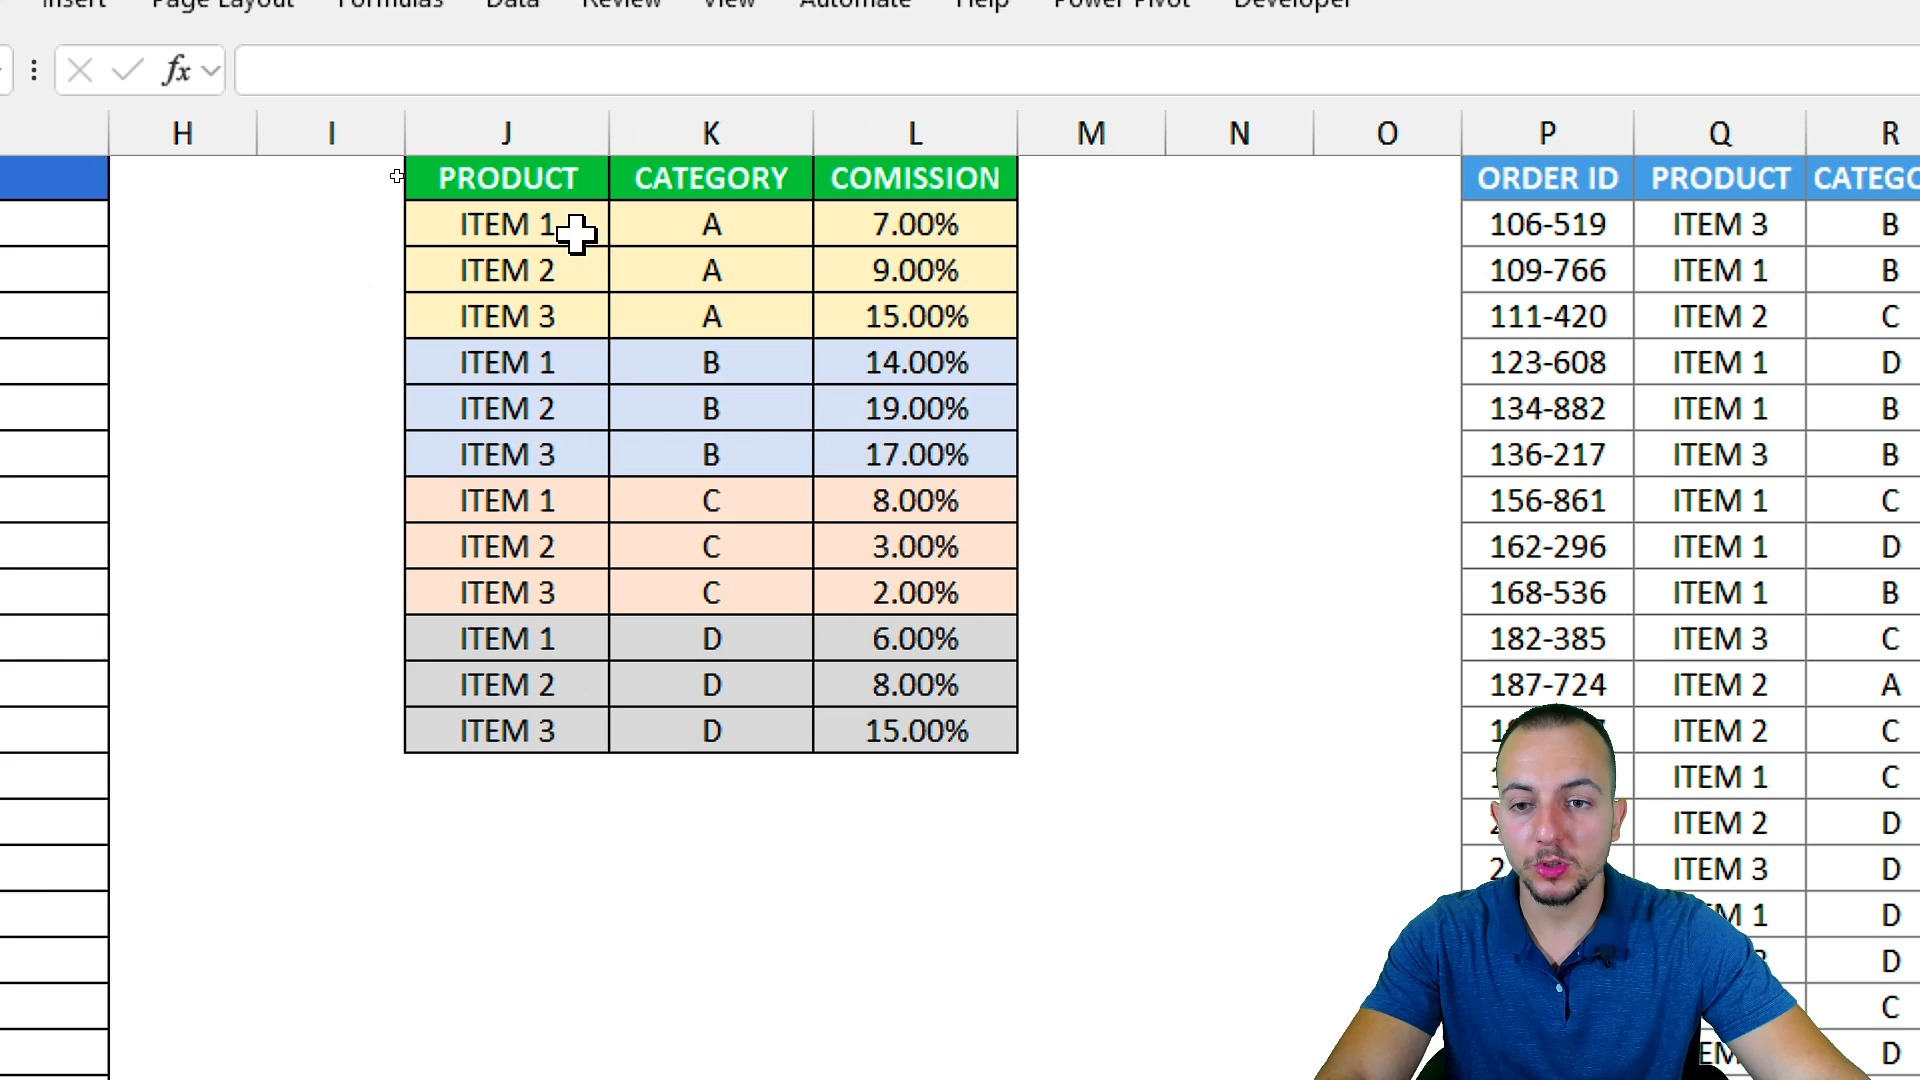 Insert Page Layout Formulas Data Review View Automate Help Power Pivot Developer
fx
H I J K L M N O P Q R
PRODUCT CATEGORY COMISSION ORDER ID PRODUCT CATEGO
ITEM 1 A 7.00% 106-519 ITEM 3 B
ITEM 2 A 9.00% 109-766 ITEM 1 B
ITEM 3 A 15.00% 111-420 ITEM 2 C
ITEM 1 B 14.00% 123-608 ITEM 1 D
ITEM 2 B 19.00% 134-882 ITEM 1 B
ITEM 3 B 17.00% 136-217 ITEM 3 B
ITEM 1 C 8.00% 156-861 ITEM 1 C
ITEM 2 C 3.00% 162-296 ITEM 1 D
ITEM 3 C 2.00% 168-536 ITEM 1 B
ITEM 1 D 6.00% 182-385 ITEM 3 C
ITEM 2 D 8.00% 187-724 ITEM 2 A
ITEM 3 D 15.00% ITEM 2 C
ITEM 1 C
ITEM 2 D
ITEM 3 D
M 1 D
D
C
D